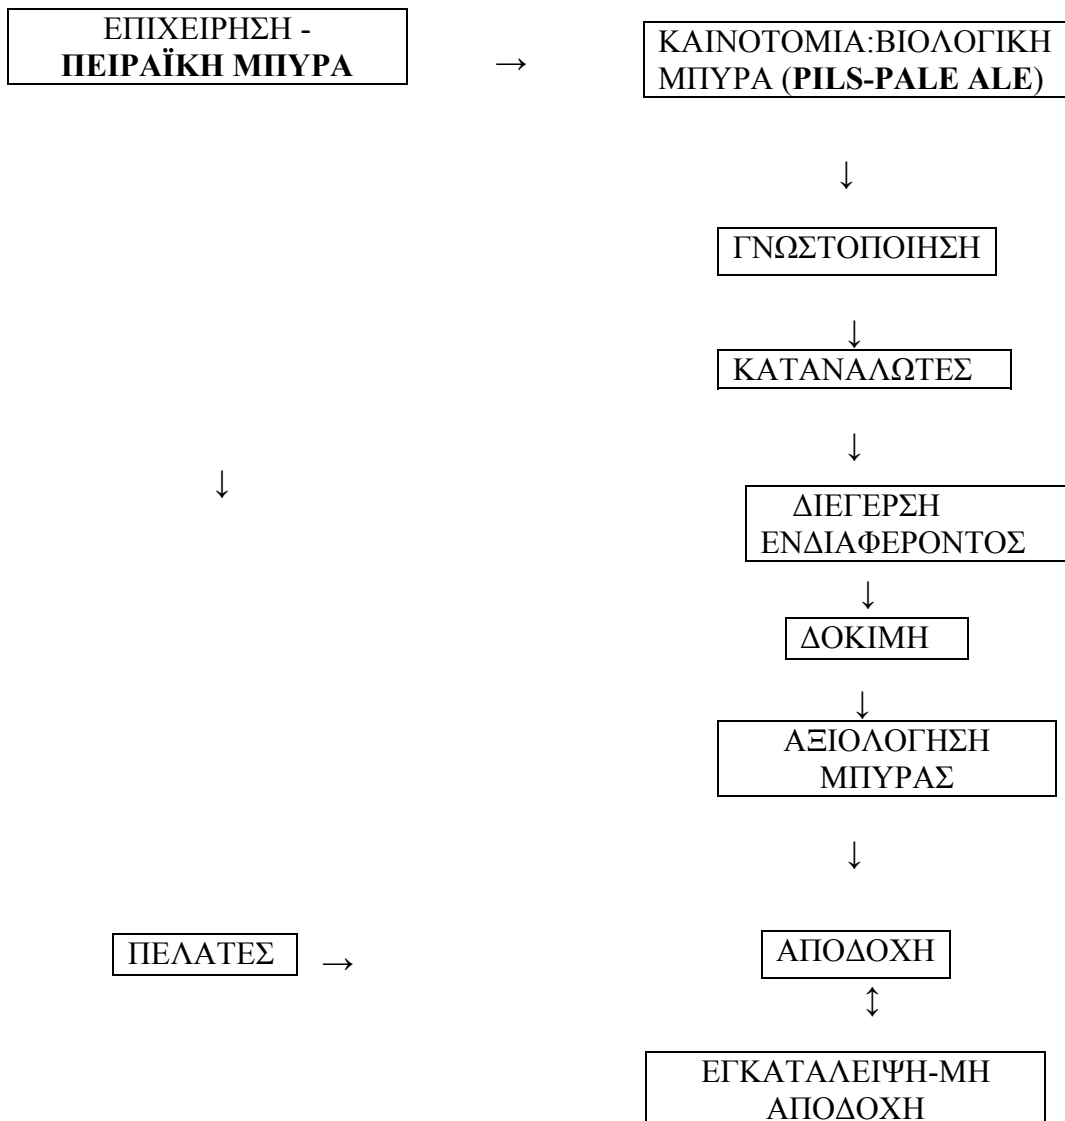 ΕΠΙΧΕΙΡΗΣΗ -
ΠΕΙΡΑΪΚΗ ΜΠΥΡΑ
→
ΚΑΙΝΟΤΟΜΙΑ:ΒΙΟΛΟΓΙΚΗ
ΜΠΥΡΑ (PILS-PALE ALE)
↓
ΓΝΩΣΤΟΠΟΙΗΣΗ
↓
ΚΑΤΑΝΑΛΩΤΕΣ
↓
↓
ΔΙΕΓΕΡΣΗ
ΕΝΔΙΑΦΕΡΟΝΤΟΣ
↓
ΔΟΚΙΜΗ
↓
ΑΞΙΟΛΟΓΗΣΗ
ΜΠΥΡΑΣ
↓
ΠΕΛΑΤΕΣ →
ΑΠΟΔΟΧΗ
↕
ΕΓΚΑΤΑΛΕΙΨΗ-ΜΗ
ΑΠΟΔΟΧΗ